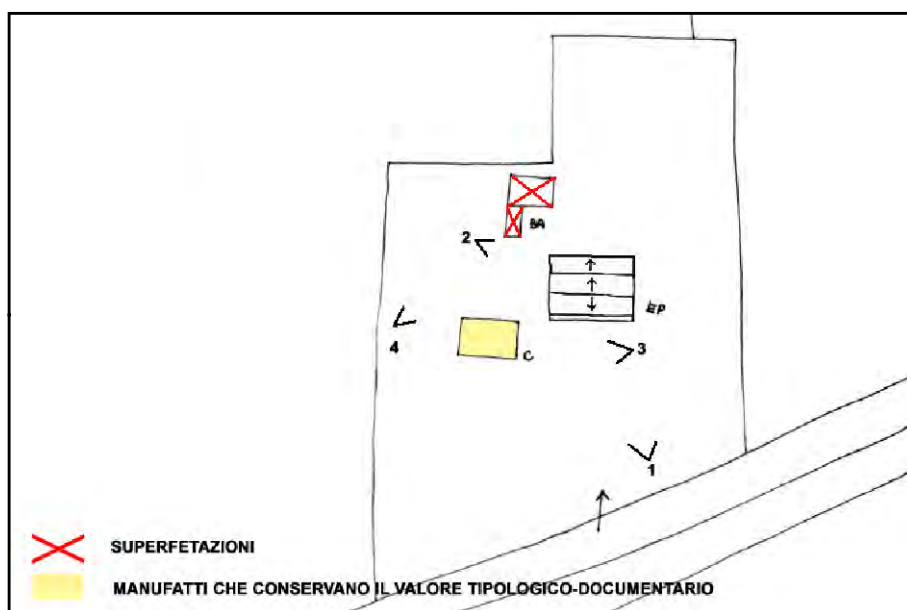 BA
2
EP
4
C
3
1
SUPERFETAZIONI
MANUFATTI CHE CONSERVANO IL VALORE TIPOLOGICO-DOCUMENTARIO